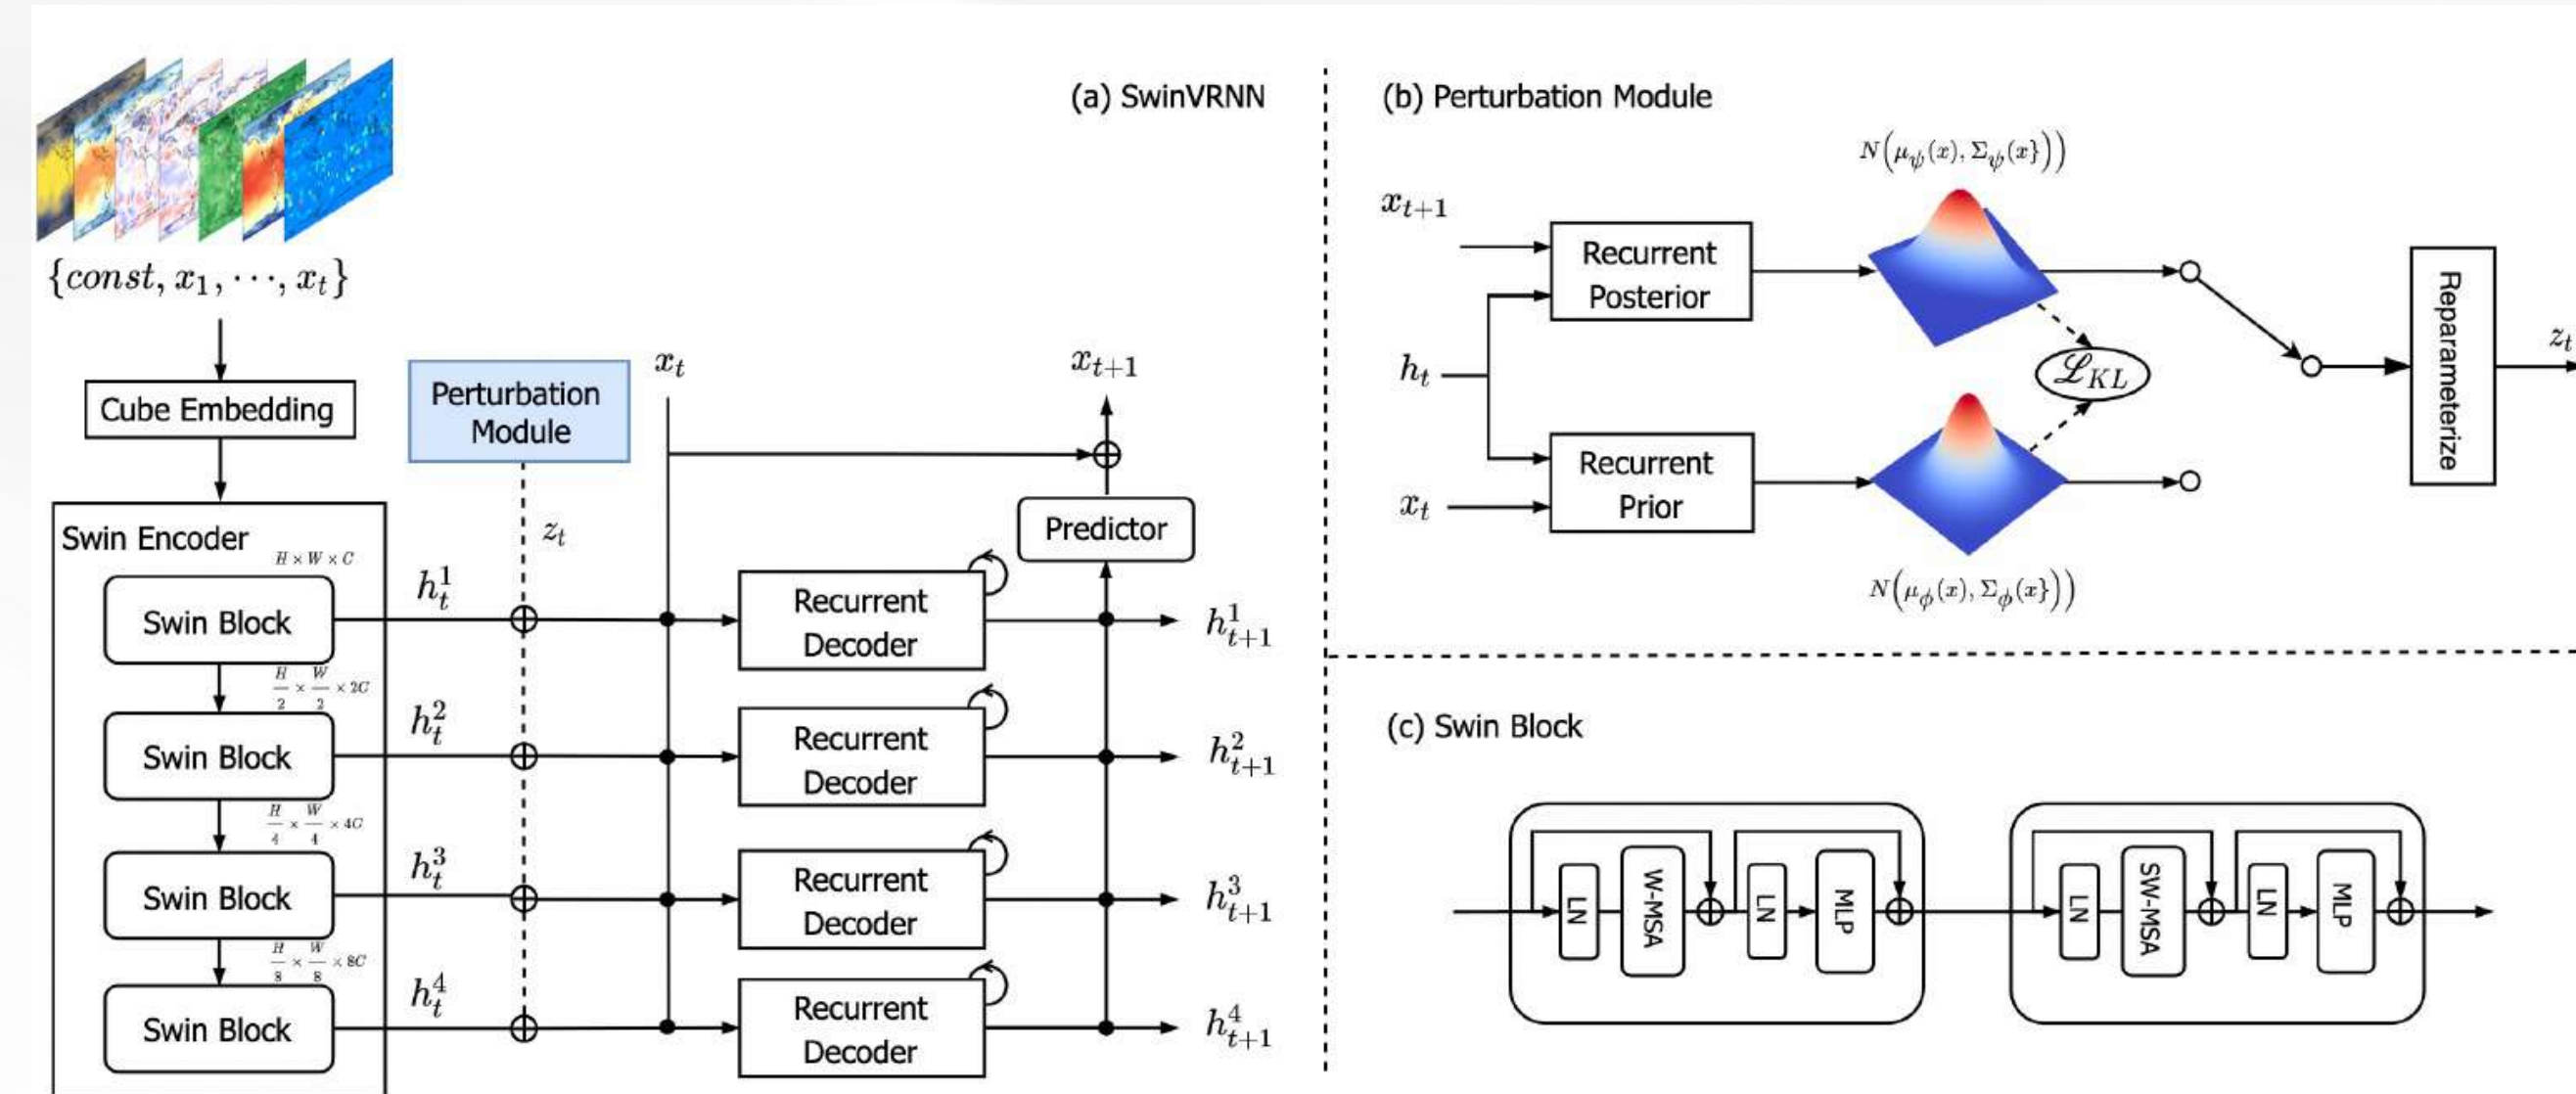 (a) SwinVRNN
{const, x_1, ···, x_t}
Cube Embedding
Perturbation
Module
x_t
x_{t+1}
Swin Encoder
z_t
Predictor
H × W × C
Swin Block
h_t^1
Recurrent
Decoder
h_{t+1}^1
H/2 × W/2 × 2C
Swin Block
h_t^2
Recurrent
Decoder
h_{t+1}^2
H/4 × W/4 × 4C
Swin Block
h_t^3
Recurrent
Decoder
h_{t+1}^3
H/8 × W/8 × 8C
Swin Block
h_t^4
Recurrent
Decoder
h_{t+1}^4
(b) Perturbation Module
N(μ_ψ(x), Σ_ψ(x}))
x_{t+1}
Recurrent
Posterior
h_t
ℒ_{KL}
Reparameterize
z_t
Recurrent
Prior
x_t
N(μ_ϕ(x), Σ_ϕ(x}))
(c) Swin Block
LN
W-MSA
LN
MLP
LN
SW-MSA
LN
MLP